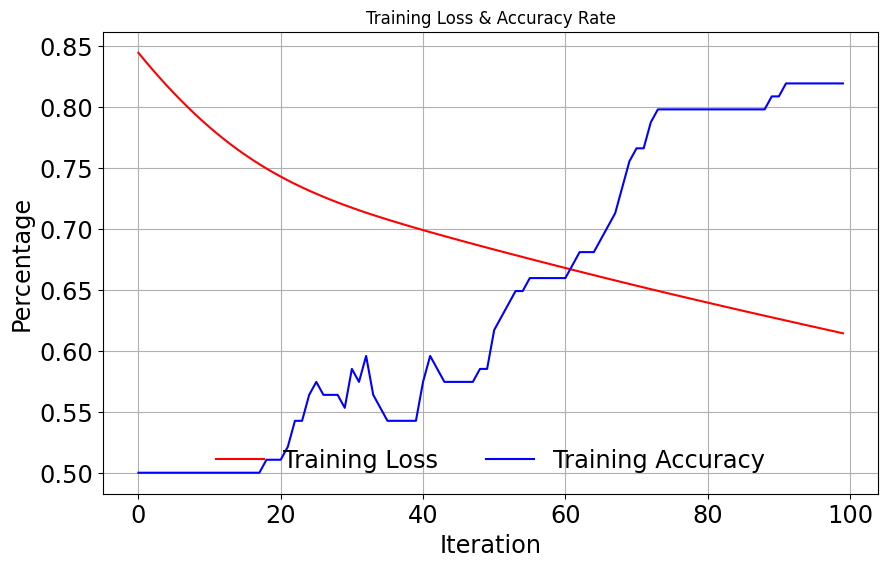 Training Loss & Accuracy Rate
Percentage
0.85
0.80
0.75
0.70
0.65
0.60
0.55
0.50
Training Loss Training Accuracy
0 20 40 60 80 100
Iteration